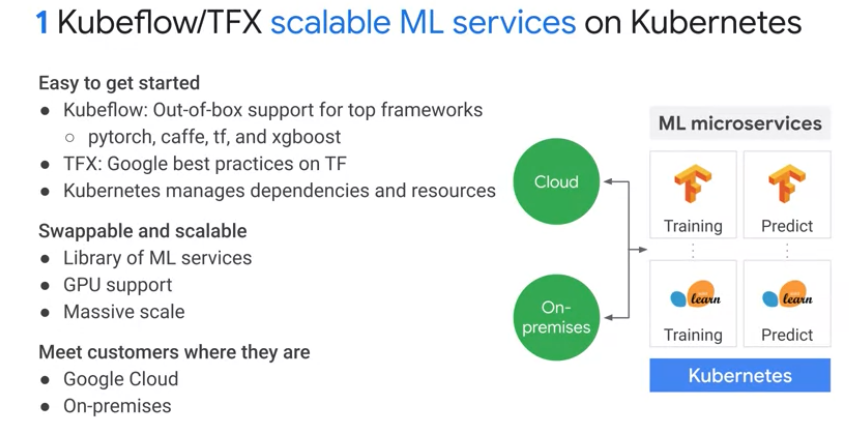 1 Kubeflow/TFX scalable ML services on Kubernetes
Easy to get started
● Kubeflow: Out-of-box support for top frameworks
○ pytorch, caffe, tf, and xgboost
● TFX: Google best practices on TF
● Kubernetes manages dependencies and resources
Swappable and scalable
● Library of ML services
● GPU support
● Massive scale
Meet customers where they are
● Google Cloud
● On-premises
Cloud
On-
premises
ML microservices
Training
Predict
learn
learn
Training
Predict
Kubernetes